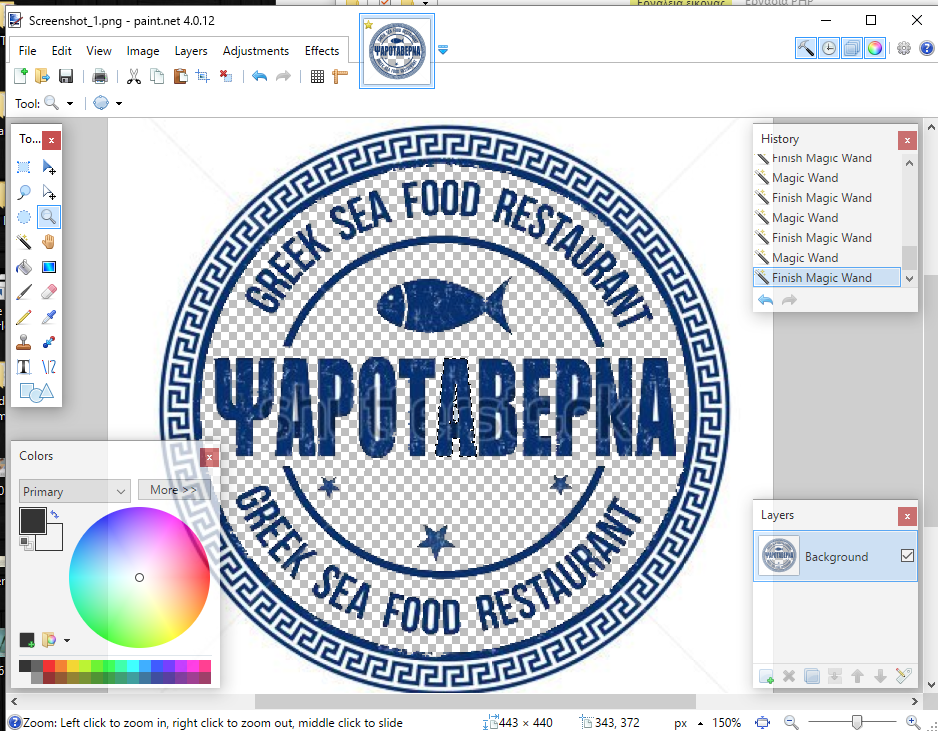 Εργαλεία εικόνας
Εργασία PHP
Screenshot_1.png - paint.net 4.0.12
File Edit View Image Layers Adjustments Effects
Tool:
To...
History
Finish Magic Wand
Magic Wand
Finish Magic Wand
Magic Wand
Finish Magic Wand
Magic Wand
Finish Magic Wand
GREEK SEA FOOD RESTAURANT
ΨΑΡΟΤΑΒΕΡΝΑ
shutterstock
GREEK SEA FOOD RESTAURANT
Colors
Primary
More >>
Layers
Background
Zoom: Left click to zoom in, right click to zoom out, middle click to slide
443 × 440
343, 372
px
150%